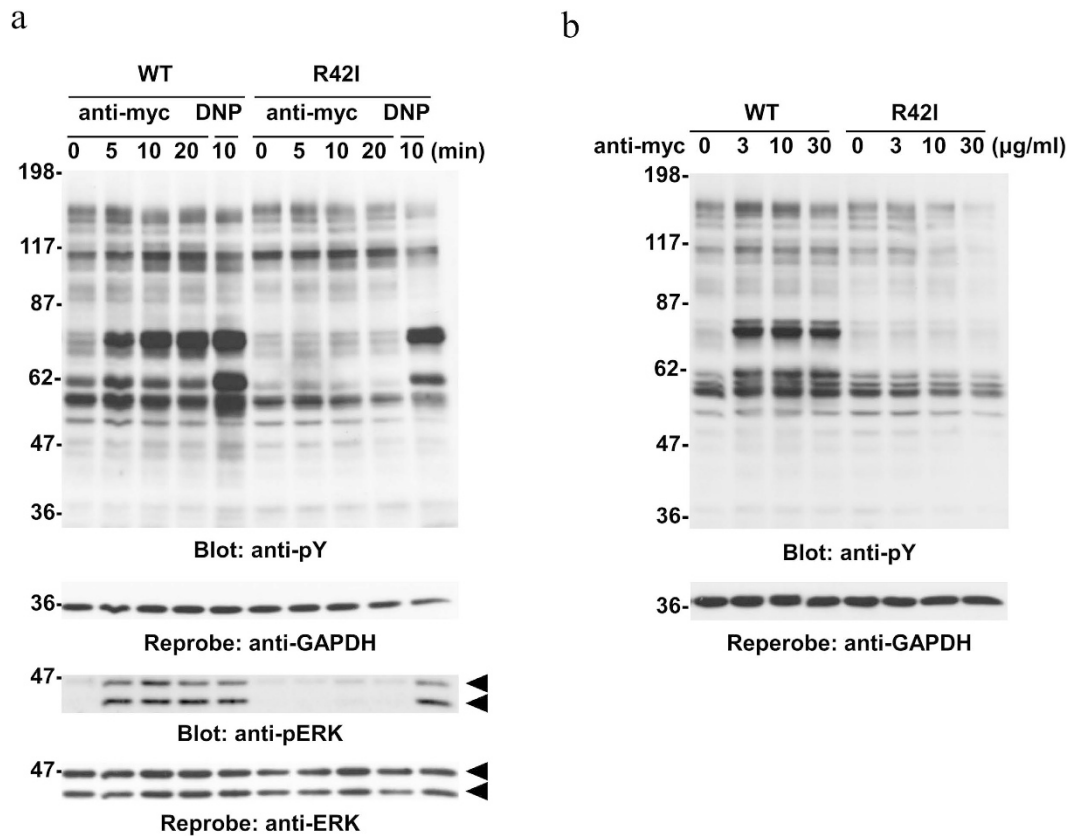 a
WT R42I
anti-myc DNP anti-myc DNP
0 5 10 20 10 0 5 10 20 10 (min)
198-
117-
87-
62-
47-
36-
Blot: anti-pY
36-
Reprobe: anti-GAPDH
47-
Blot: anti-pERK
47-
Reprobe: anti-ERK
b
WT R42I
anti-myc 0 3 10 30 0 3 10 30 (µg/ml)
198-
117-
87-
62-
47-
36-
Blot: anti-pY
36-
Reperobe: anti-GAPDH